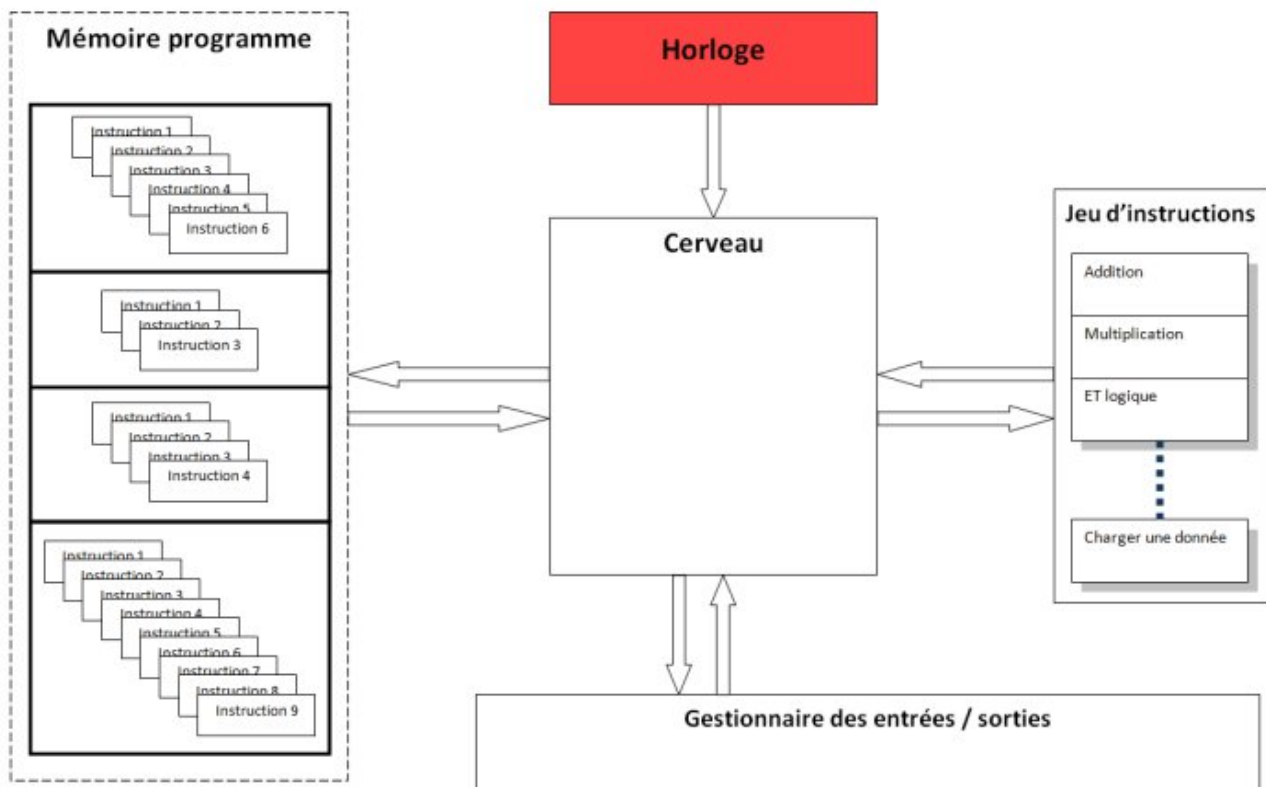 Mémoire programme
Instruction 1
Instruction 2
Instruction 3
Instruction 4
Instruction 5
Instruction 6
Instruction 1
Instruction 2
Instruction 3
Instruction 1
Instruction 2
Instruction 3
Instruction 4
Instruction 1
Instruction 2
Instruction 3
Instruction 4
Instruction 5
Instruction 6
Instruction 7
Instruction 8
Instruction 9
Horloge
Cerveau
Jeu d’instructions
Addition
Multiplication
ET logique
Charger une donnée
Gestionnaire des entrées / sorties